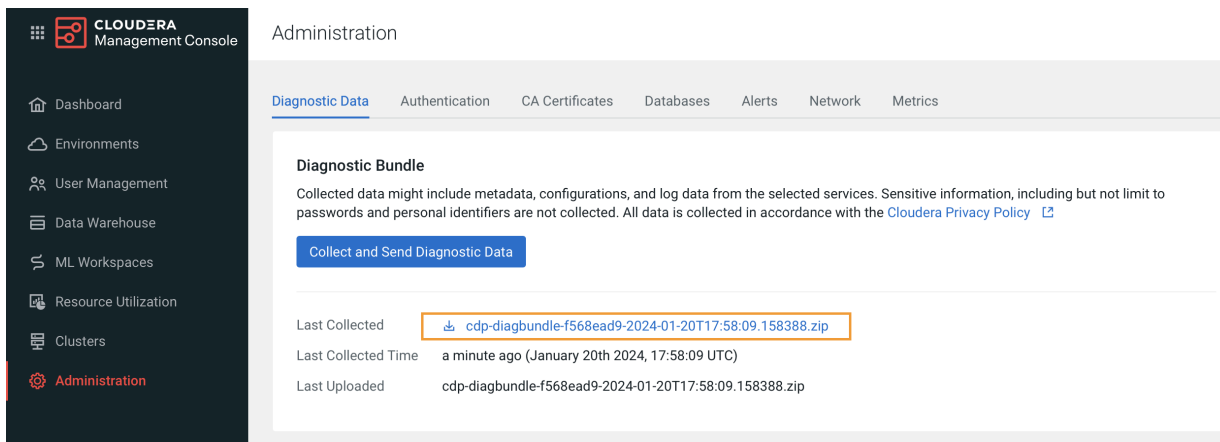 CLOUDERA
Management Console
Administration
Dashboard
Environments
User Management
Data Warehouse
ML Workspaces
Resource Utilization
Clusters
Administration
Diagnostic Data Authentication CA Certificates Databases Alerts Network Metrics
Diagnostic Bundle
Collected data might include metadata, configurations, and log data from the selected services. Sensitive information, including but not limit to
passwords and personal identifiers are not collected. All data is collected in accordance with the Cloudera Privacy Policy
Collect and Send Diagnostic Data
Last Collected cdp-diagbundle-f568ead9-2024-01-20T17:58:09.158388.zip
Last Collected Time a minute ago (January 20th 2024, 17:58:09 UTC)
Last Uploaded cdp-diagbundle-f568ead9-2024-01-20T17:58:09.158388.zip